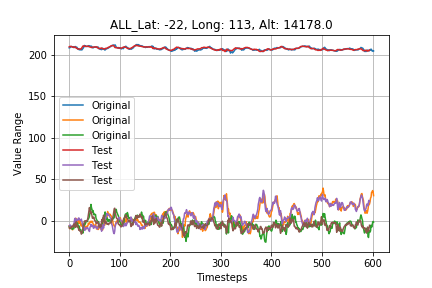 ALL_Lat: -22, Long: 113, Alt: 14178.0
200
150
100
50
0
Value Range
Original
Original
Original
Test
Test
Test
0 100 200 300 400 500 600
Timesteps